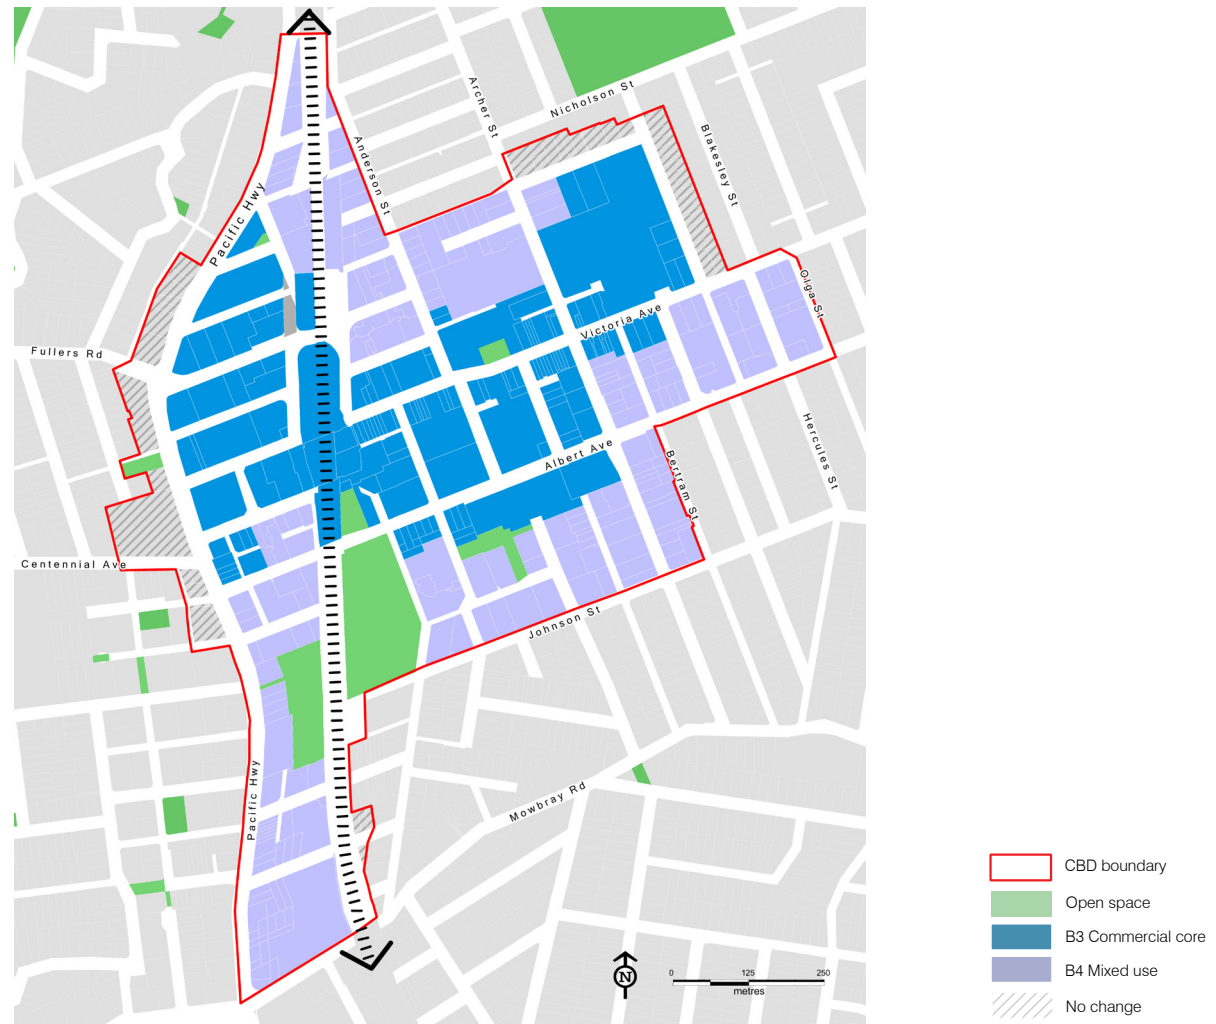 Archer St
Nicholson St
Blakesley St
Anderson St
Pacific Hwy
Olga St
Victoria Ave
Fullers Rd
Hercules St
Albert Ave
Bertram St
Centennial Ave
Johnson St
Pacific Hwy
Mowbray Rd
N
0 125 250
metres
CBD boundary
Open space
B3 Commercial core
B4 Mixed use
No change